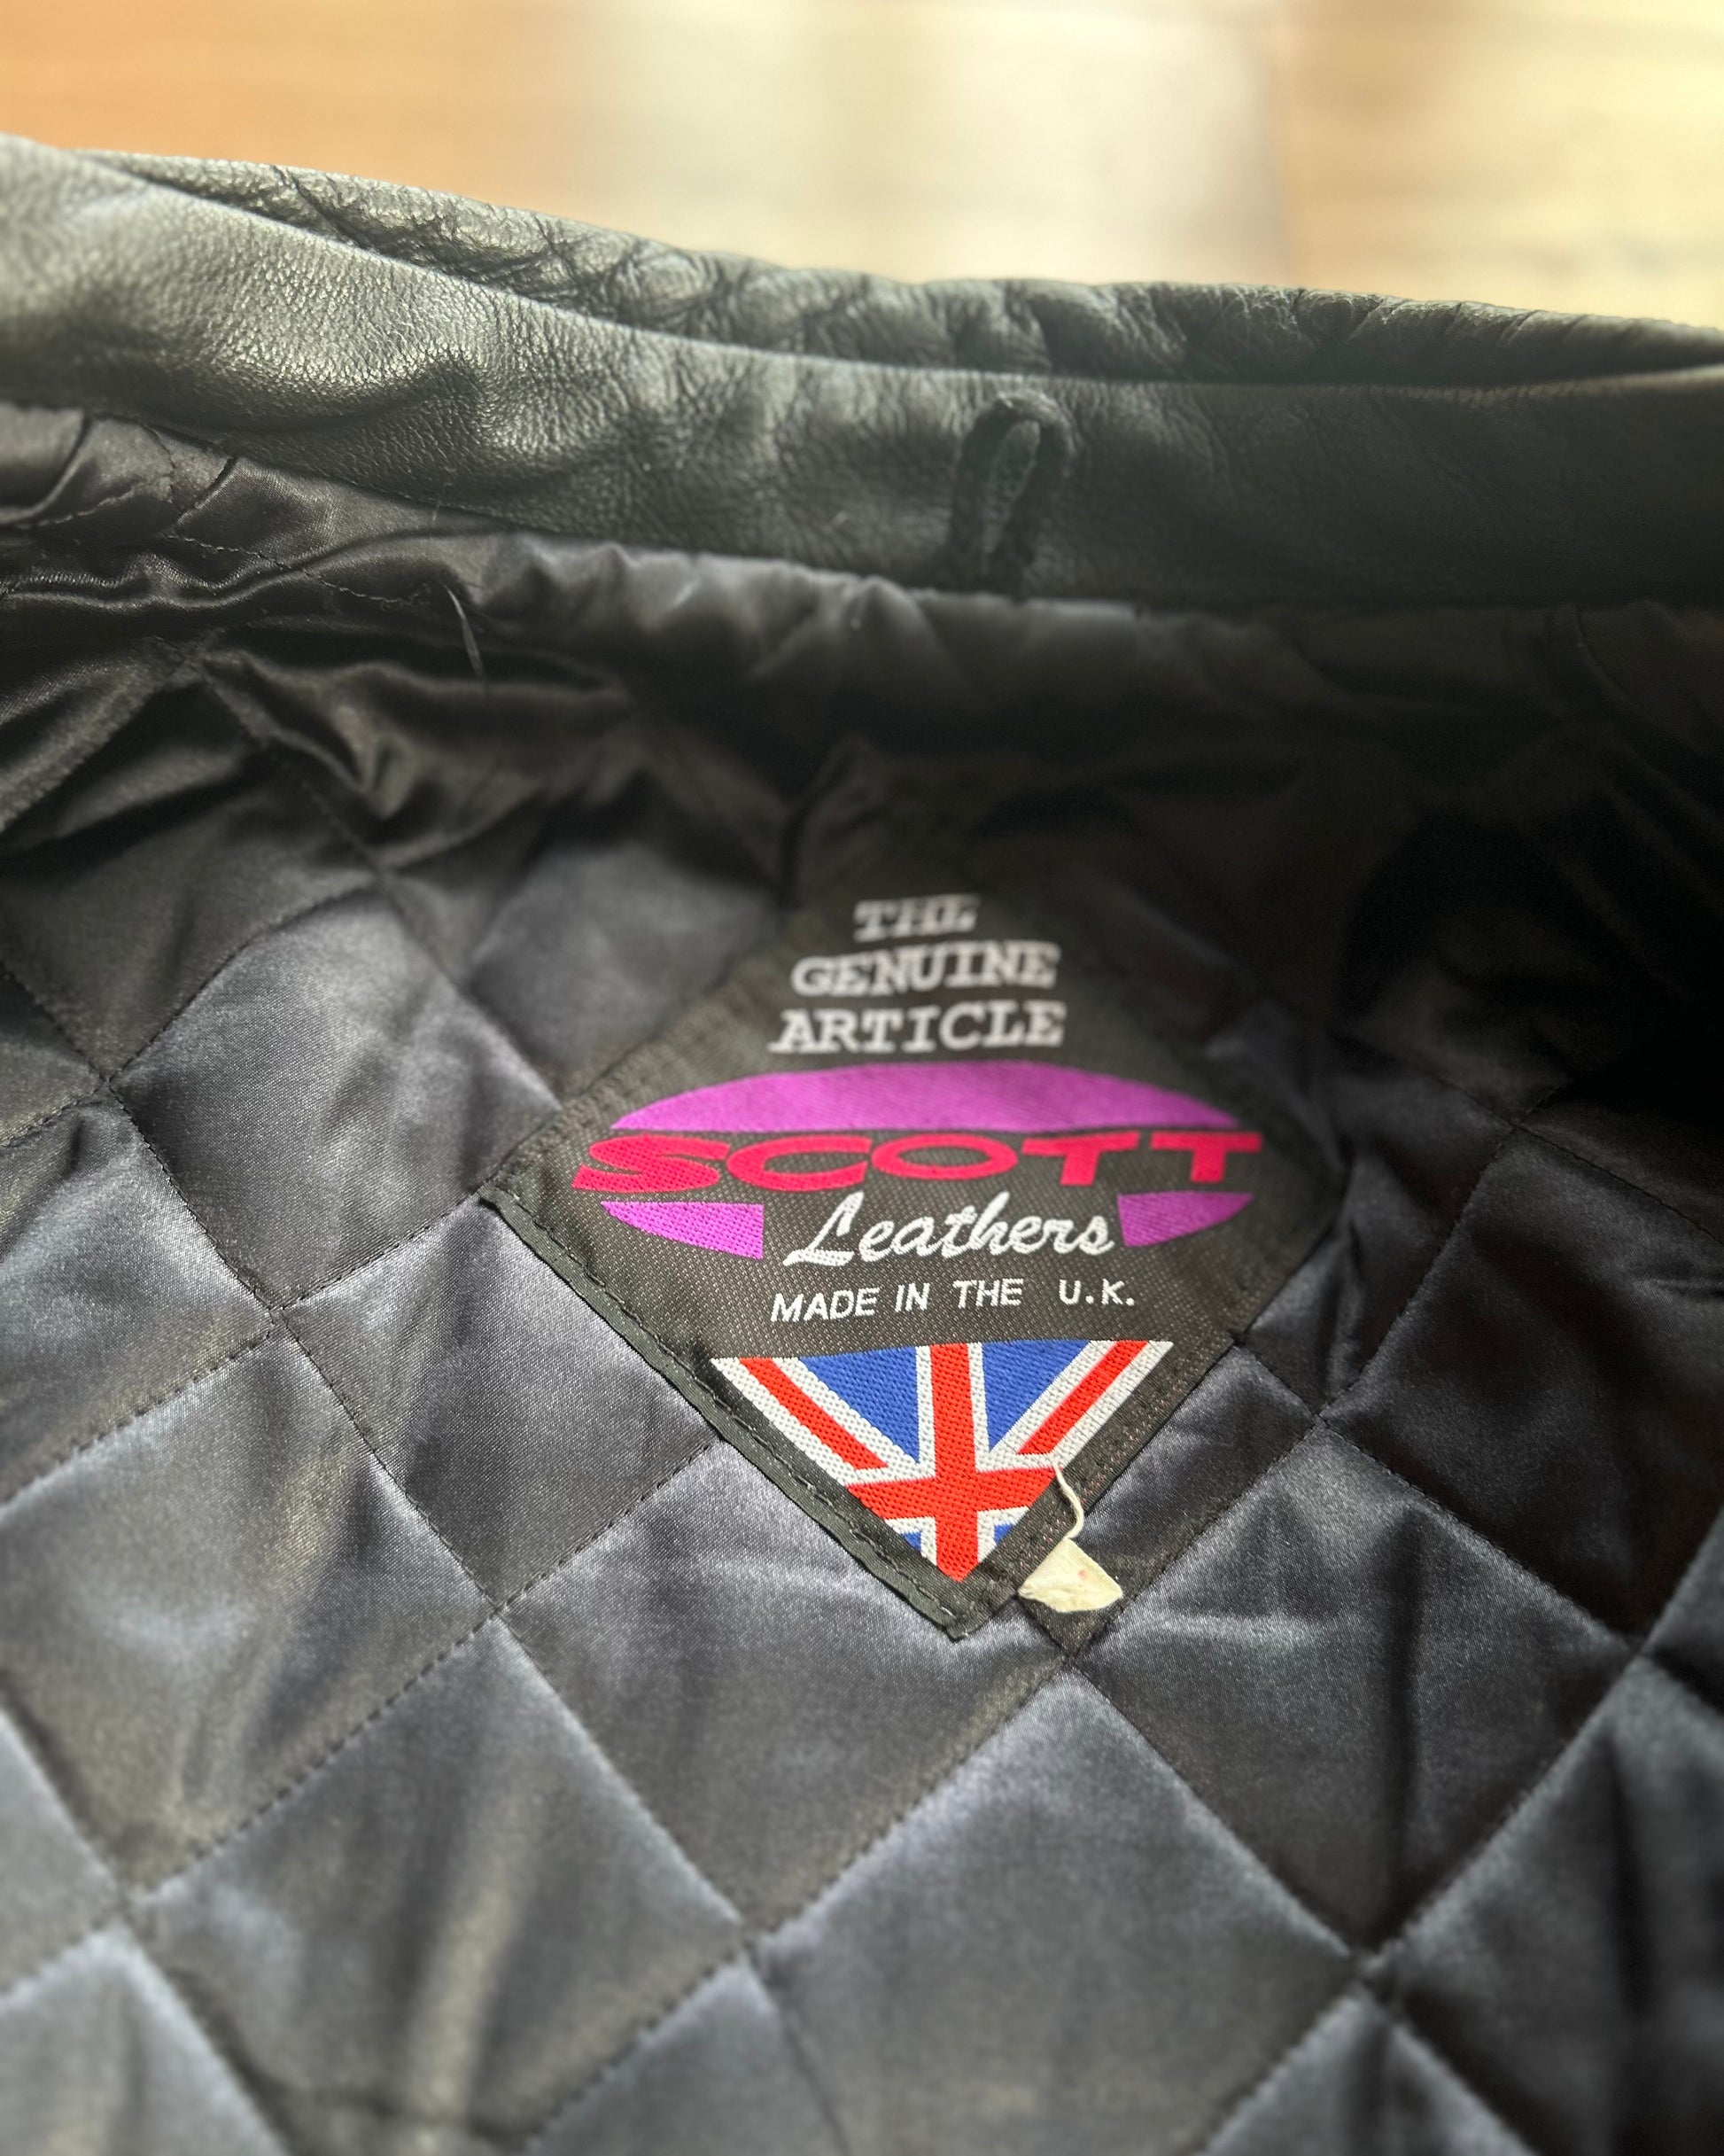 THE
GENUINE
ARTICLE
SCOTT
Leathers
MADE IN THE U.K.